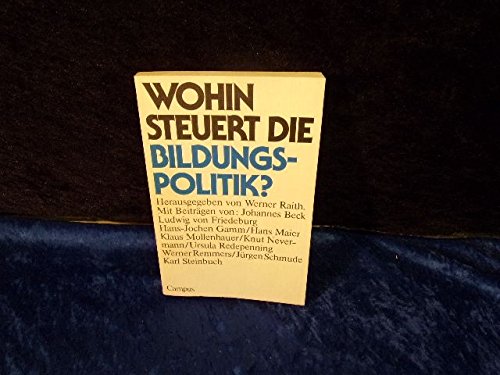 WOHIN
STEUERT DIE
BILDUNGS-
POLITIK?
Herausgegeben von Werner Raith.
Mit Beiträgen von: Johannes Beck
Ludwig von Friedeburg
Hans-Jochen Gamm/Hans Maier
Klaus Mollenhauer/Knut Never-
mann/Ursula Redepenning
Werner Remmers/Jürgen Schmude
Karl Steinbuch
Campus